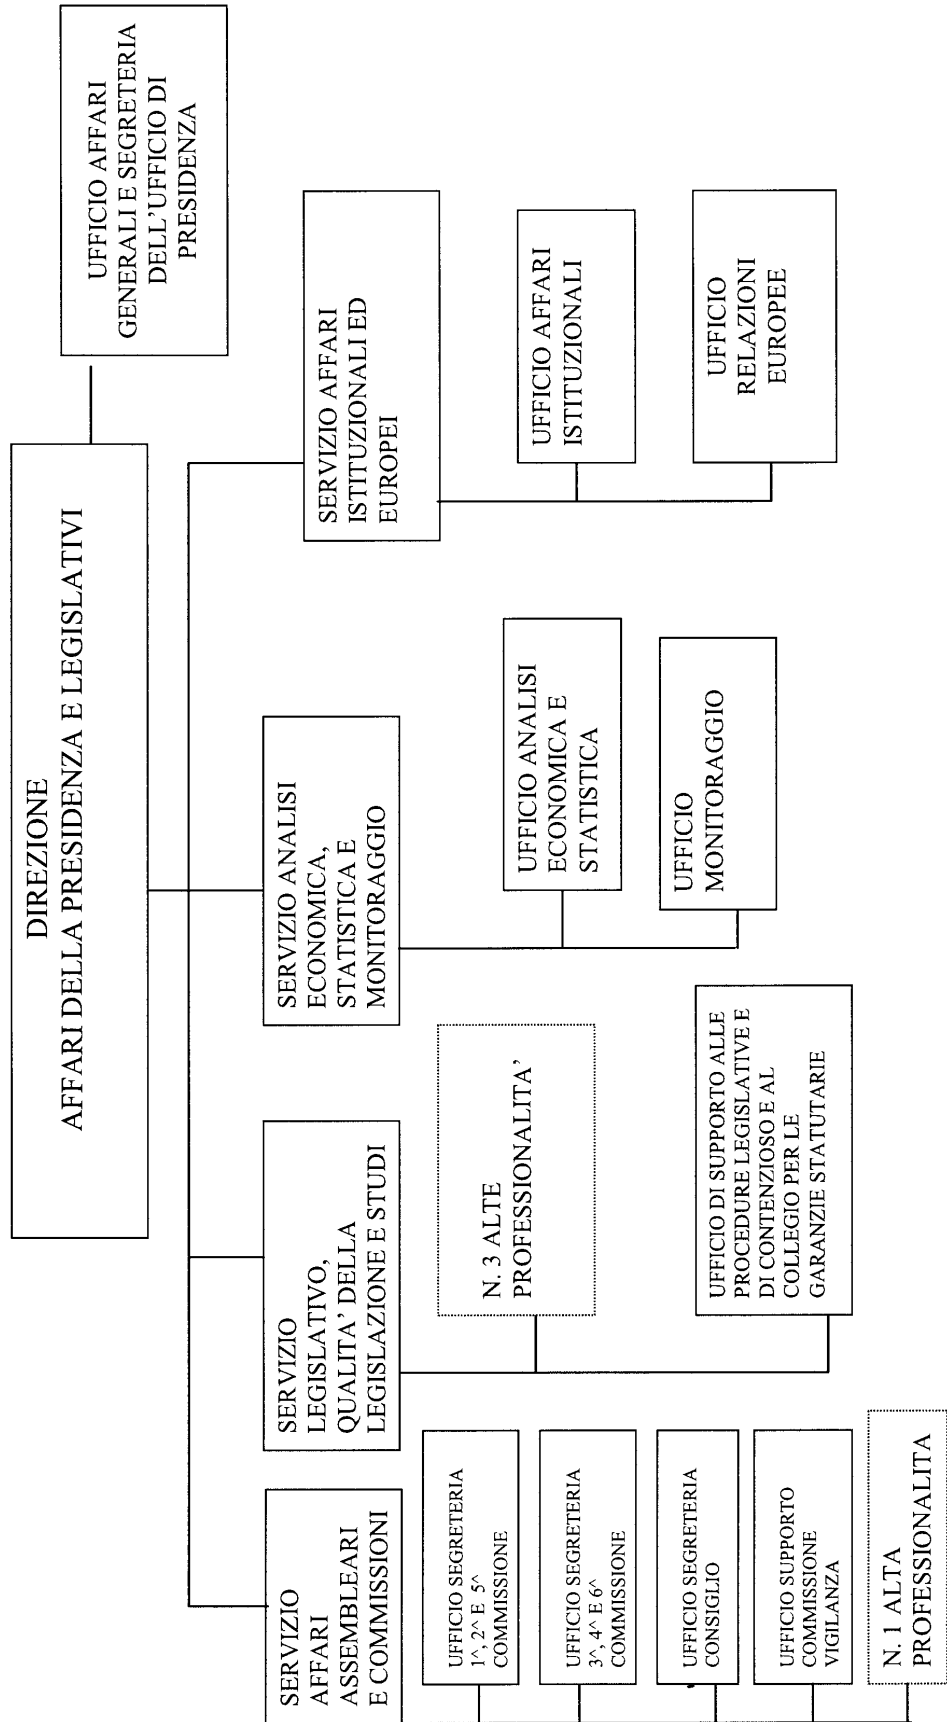 DIREZIONE
AFFARI DELLA PRESIDENZA E LEGISLATIVI
UFFICIO AFFARI
GENERALI E SEGRETERIA
DELL'UFFICIO DI
PRESIDENZA
SERVIZIO
AFFARI
ASSEMBLEARI
E COMMISSIONI
UFFICIO SEGRETERIA
1^, 2^ E 5^
COMMISSIONE
UFFICIO SEGRETERIA
3^, 4^ E 6^
COMMISSIONE
UFFICIO SEGRETERIA
CONSIGLIO
UFFICIO SUPPORTO
COMMISSIONE
VIGILANZA
N. 1 ALTA
PROFESSIONALITA
SERVIZIO
LEGISLATIVO,
QUALITA' DELLA
LEGISLAZIONE E STUDI
N. 3 ALTE
PROFESSIONALITA'
UFFICIO DI SUPPORTO ALLE
PROCEDURE LEGISLATIVE E
DI CONTENZIOSO E AL
COLLEGIO PER LE
GARANZIE STATUTARIE
SERVIZIO ANALISI
ECONOMICA,
STATISTICA E
MONITORAGGIO
UFFICIO ANALISI
ECONOMICA E
STATISTICA
UFFICIO
MONITORAGGIO
SERVIZIO AFFARI
ISTITUZIONALI ED
EUROPEI
UFFICIO AFFARI
ISTITUZIONALI
UFFICIO
RELAZIONI
EUROPEE